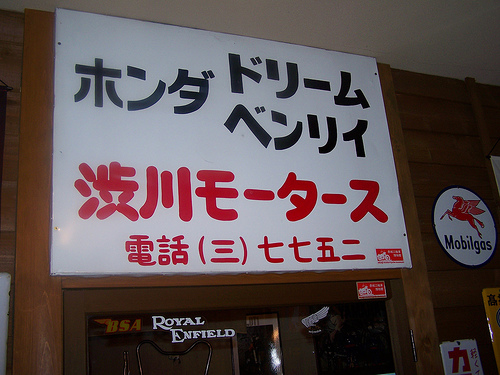 ホンダ ドリーム
ベンリイ
渋川モータース
電話(三)七七五二
Mobilgas
BSA ROYAL
ENFIELD
カ